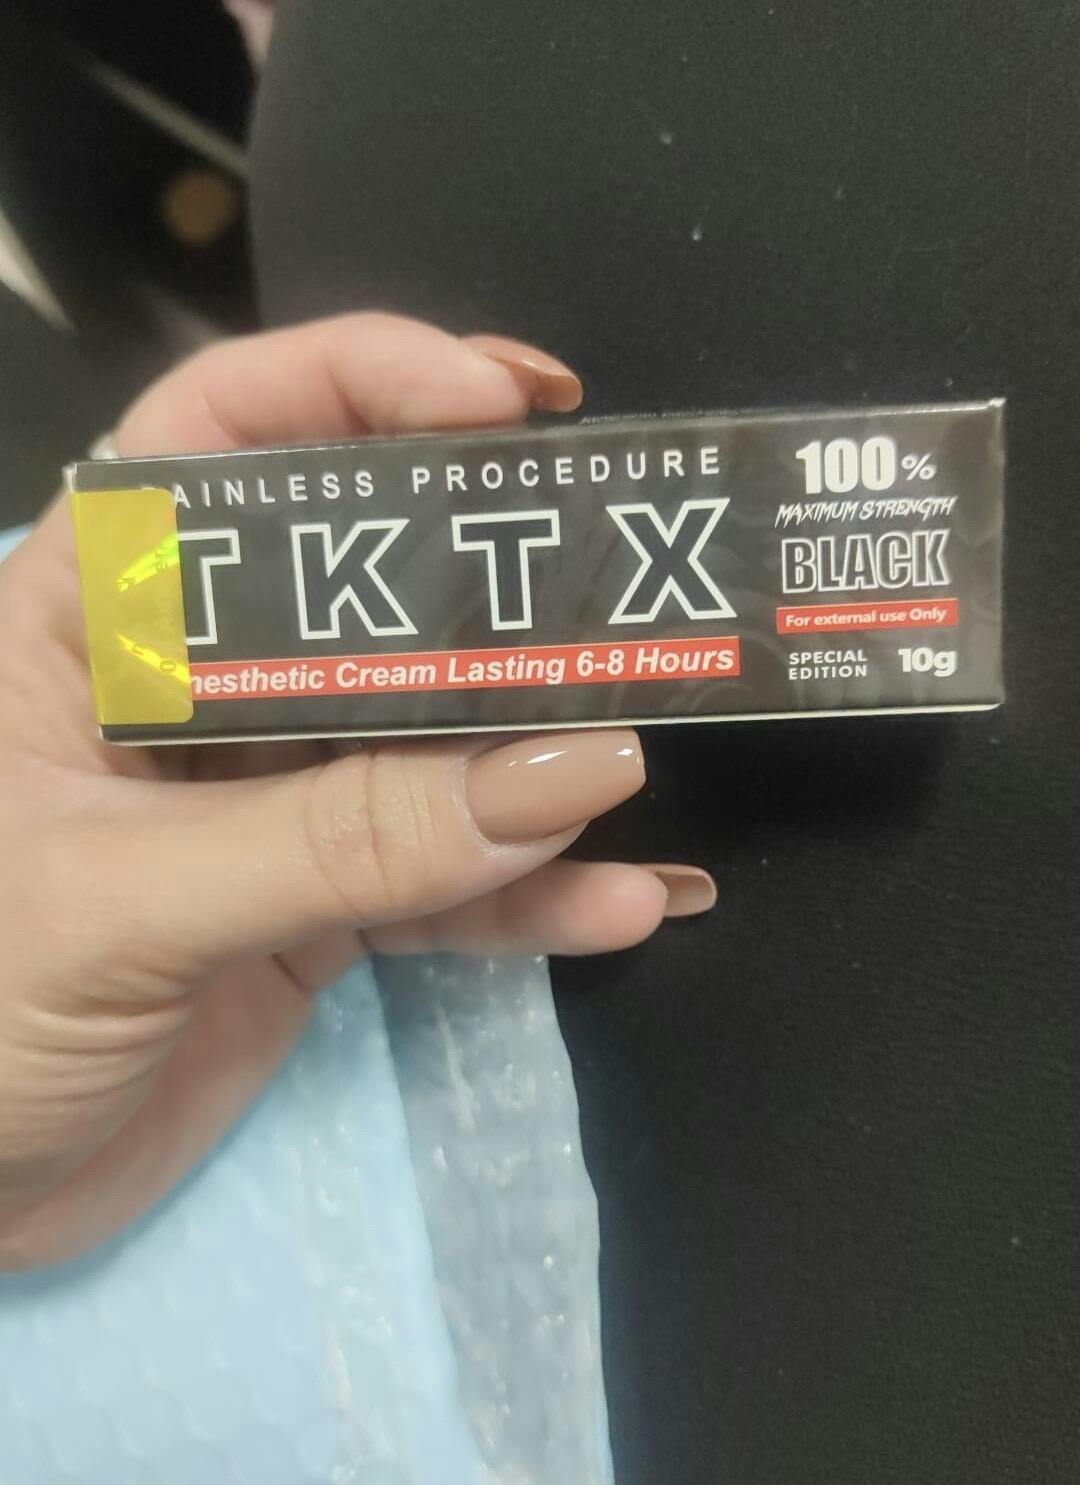 PAINLESS PROCEDURE
TKTX
nesthetic Cream Lasting 6-8 Hours
100%
MAXIMUM STRENGTH
BLACK
For external use Only
SPECIAL
EDITION
10g